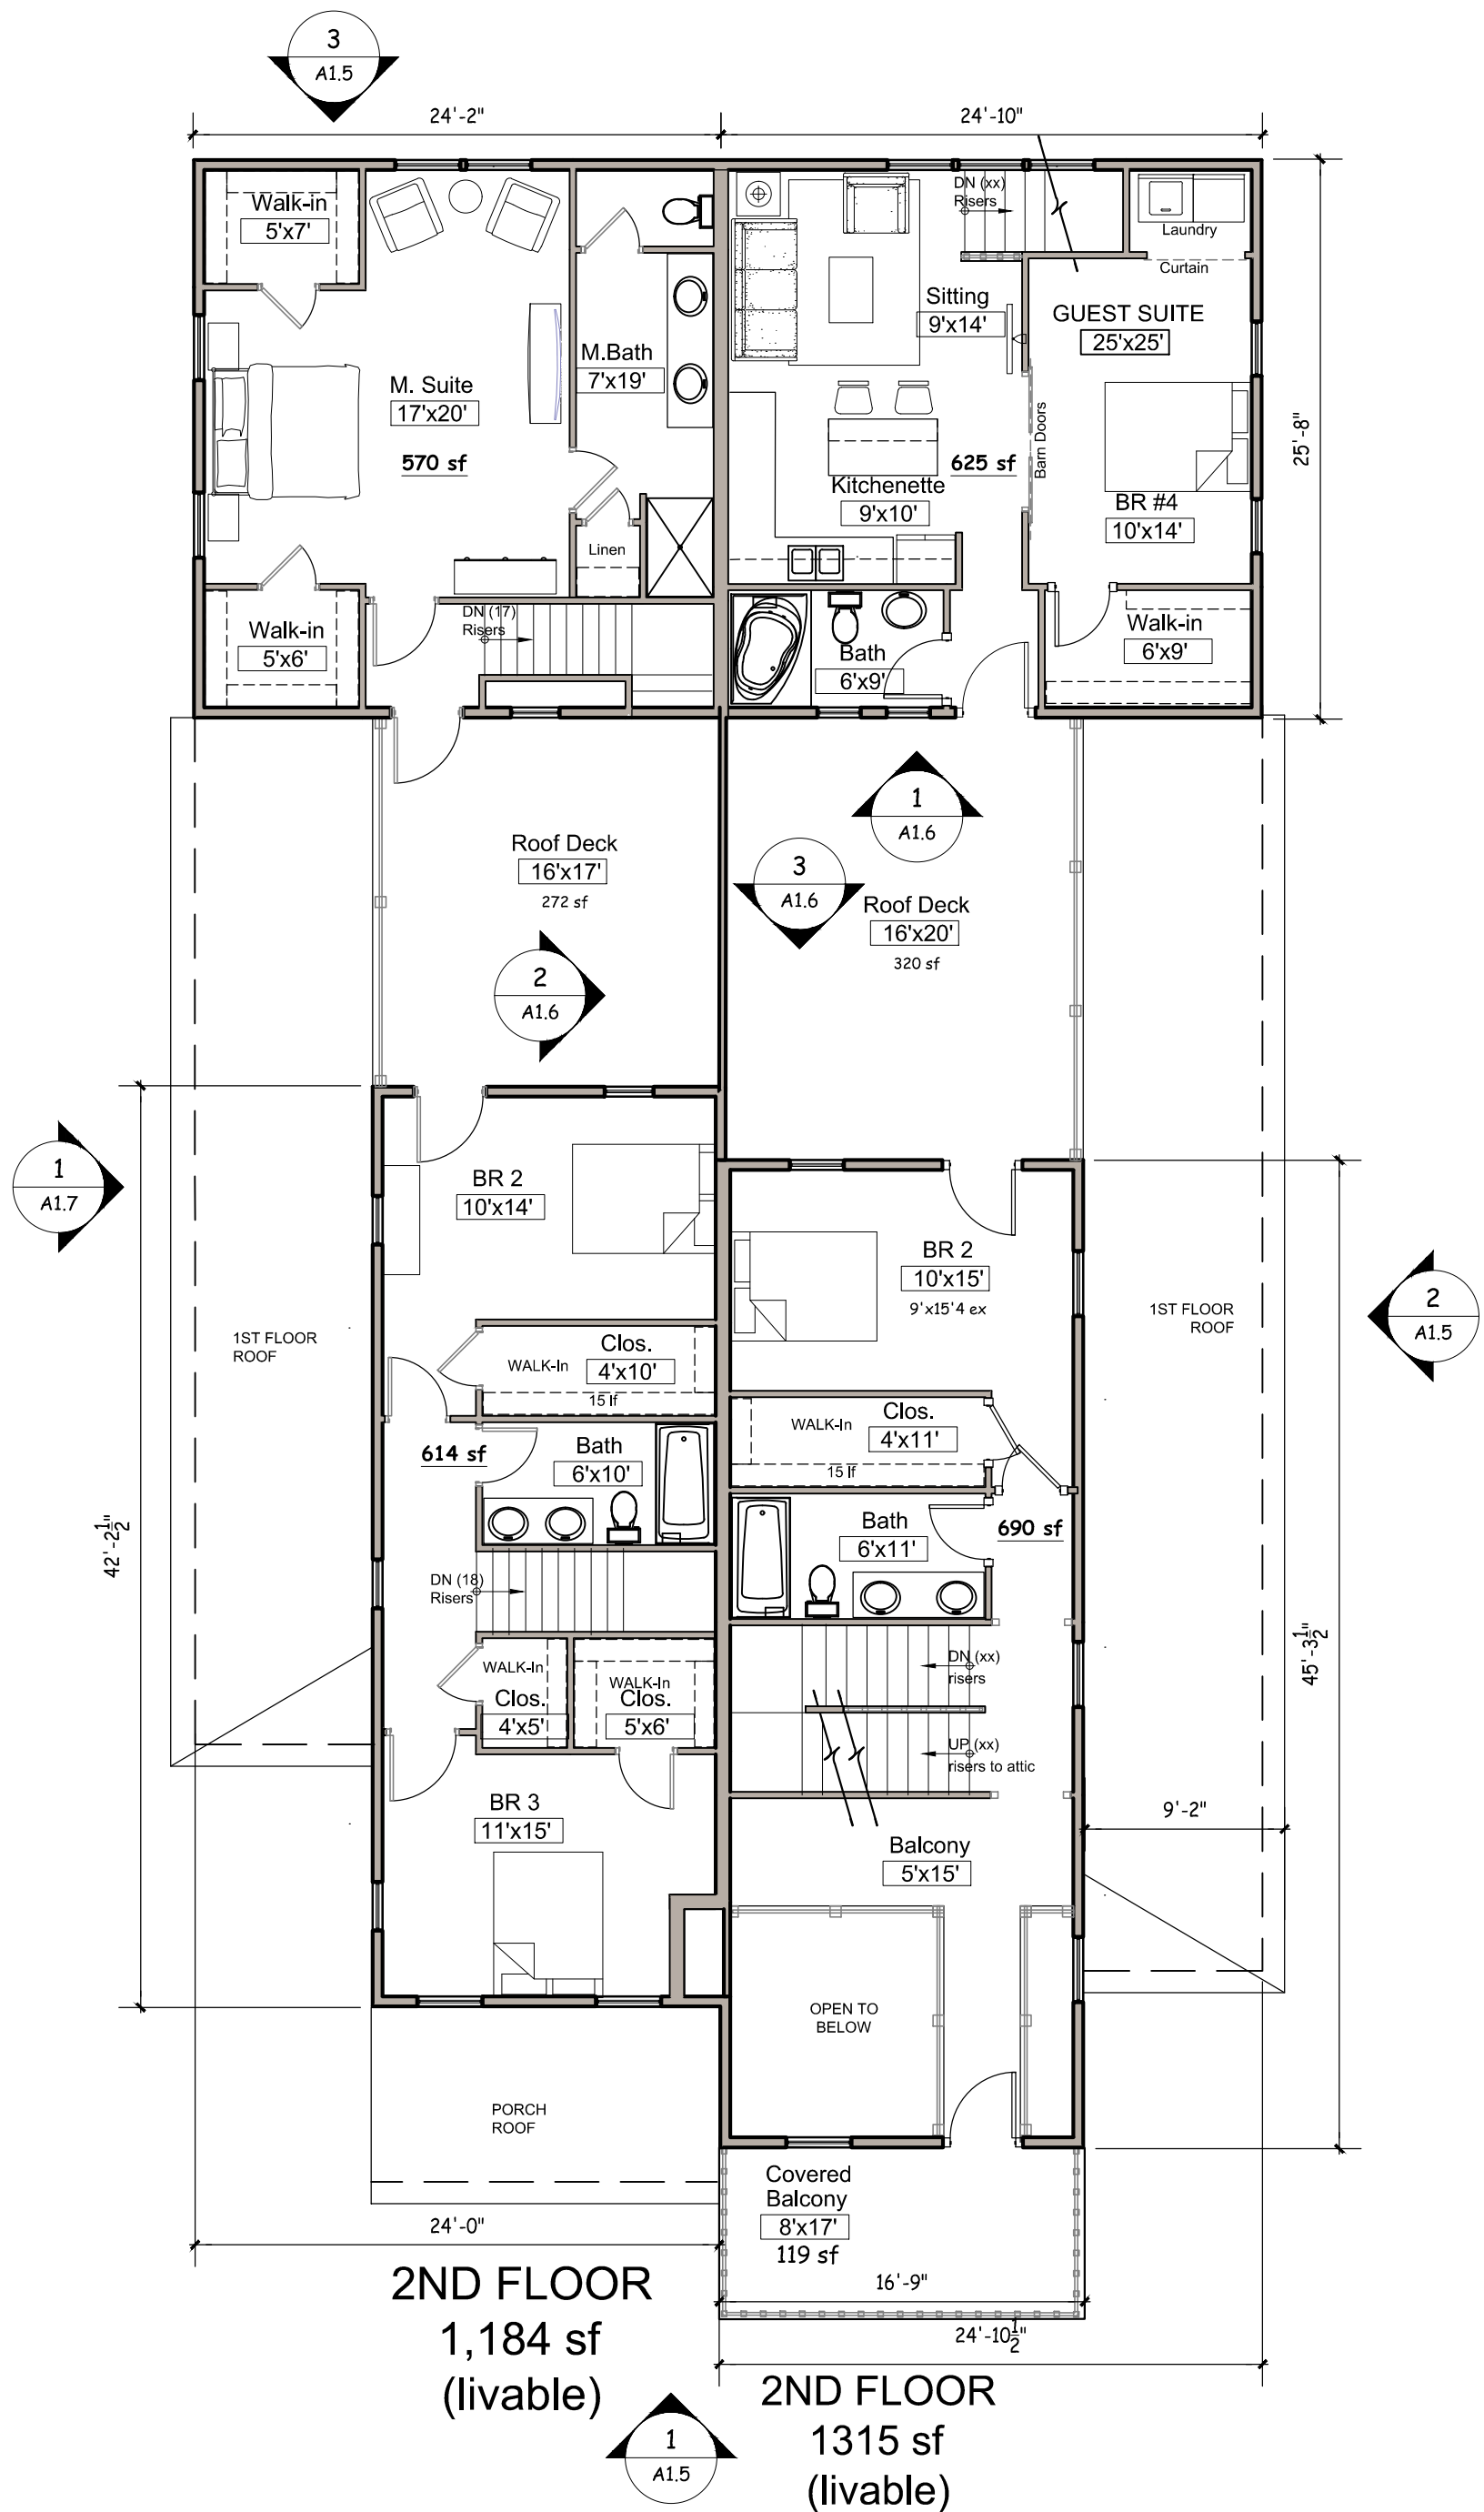 3
A1.5
24'-2"
24'-10"
Walk-in
5'x7'
DN (xx)
Risers
Laundry
Curtain
Sitting
9'x14'
GUEST SUITE
25'x25'
M.Bath
7'x19'
M. Suite
17'x20'
570 sf
Barn Doors
625 sf
25'-8"
Kitchenette
9'x10'
BR #4
10'x14'
Linen
DN (17)
Risers
Walk-in
5'x6'
Bath
6'x9'
Walk-in
6'x9'
1
A1.6
Roof Deck
16'x17'
272 sf
3
A1.6
Roof Deck
16'x20'
320 sf
2
A1.6
1
A1.7
BR 2
10'x14'
BR 2
10'x15'
9'x15'4 ex
1ST FLOOR
ROOF
1ST FLOOR
ROOF
2
A1.5
Clos.
WALK-In
4'x10'
15 lf
Clos.
WALK-In
4'x11'
15 lf
614 sf
Bath
6'x10'
Bath
6'x11'
690 sf
42'-2 1/2"
DN (18)
Risers
45'-3 1/2"
WALK-In
Clos.
4'x5'
WALK-In
Clos.
5'x6'
DN (xx)
risers
UP (xx)
risers to attic
BR 3
11'x15'
9'-2"
Balcony
5'x15'
OPEN TO
BELOW
PORCH
ROOF
Covered
Balcony
8'x17'
119 sf
24'-0"
16'-9"
24'-10 1/2"
2ND FLOOR
1,184 sf
(livable)
2ND FLOOR
1315 sf
(livable)
1
A1.5